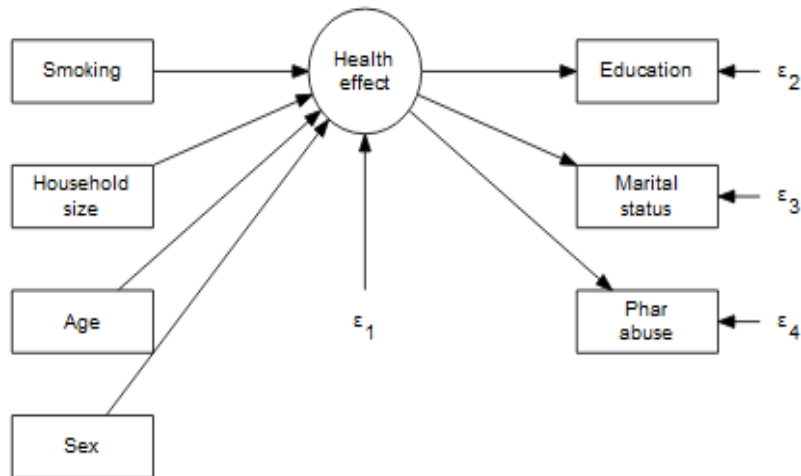 Smoking
Health
effect
Education
ε2
Household
size
Marital
status
ε3
Age
ε1
Phar
abuse
ε4
Sex